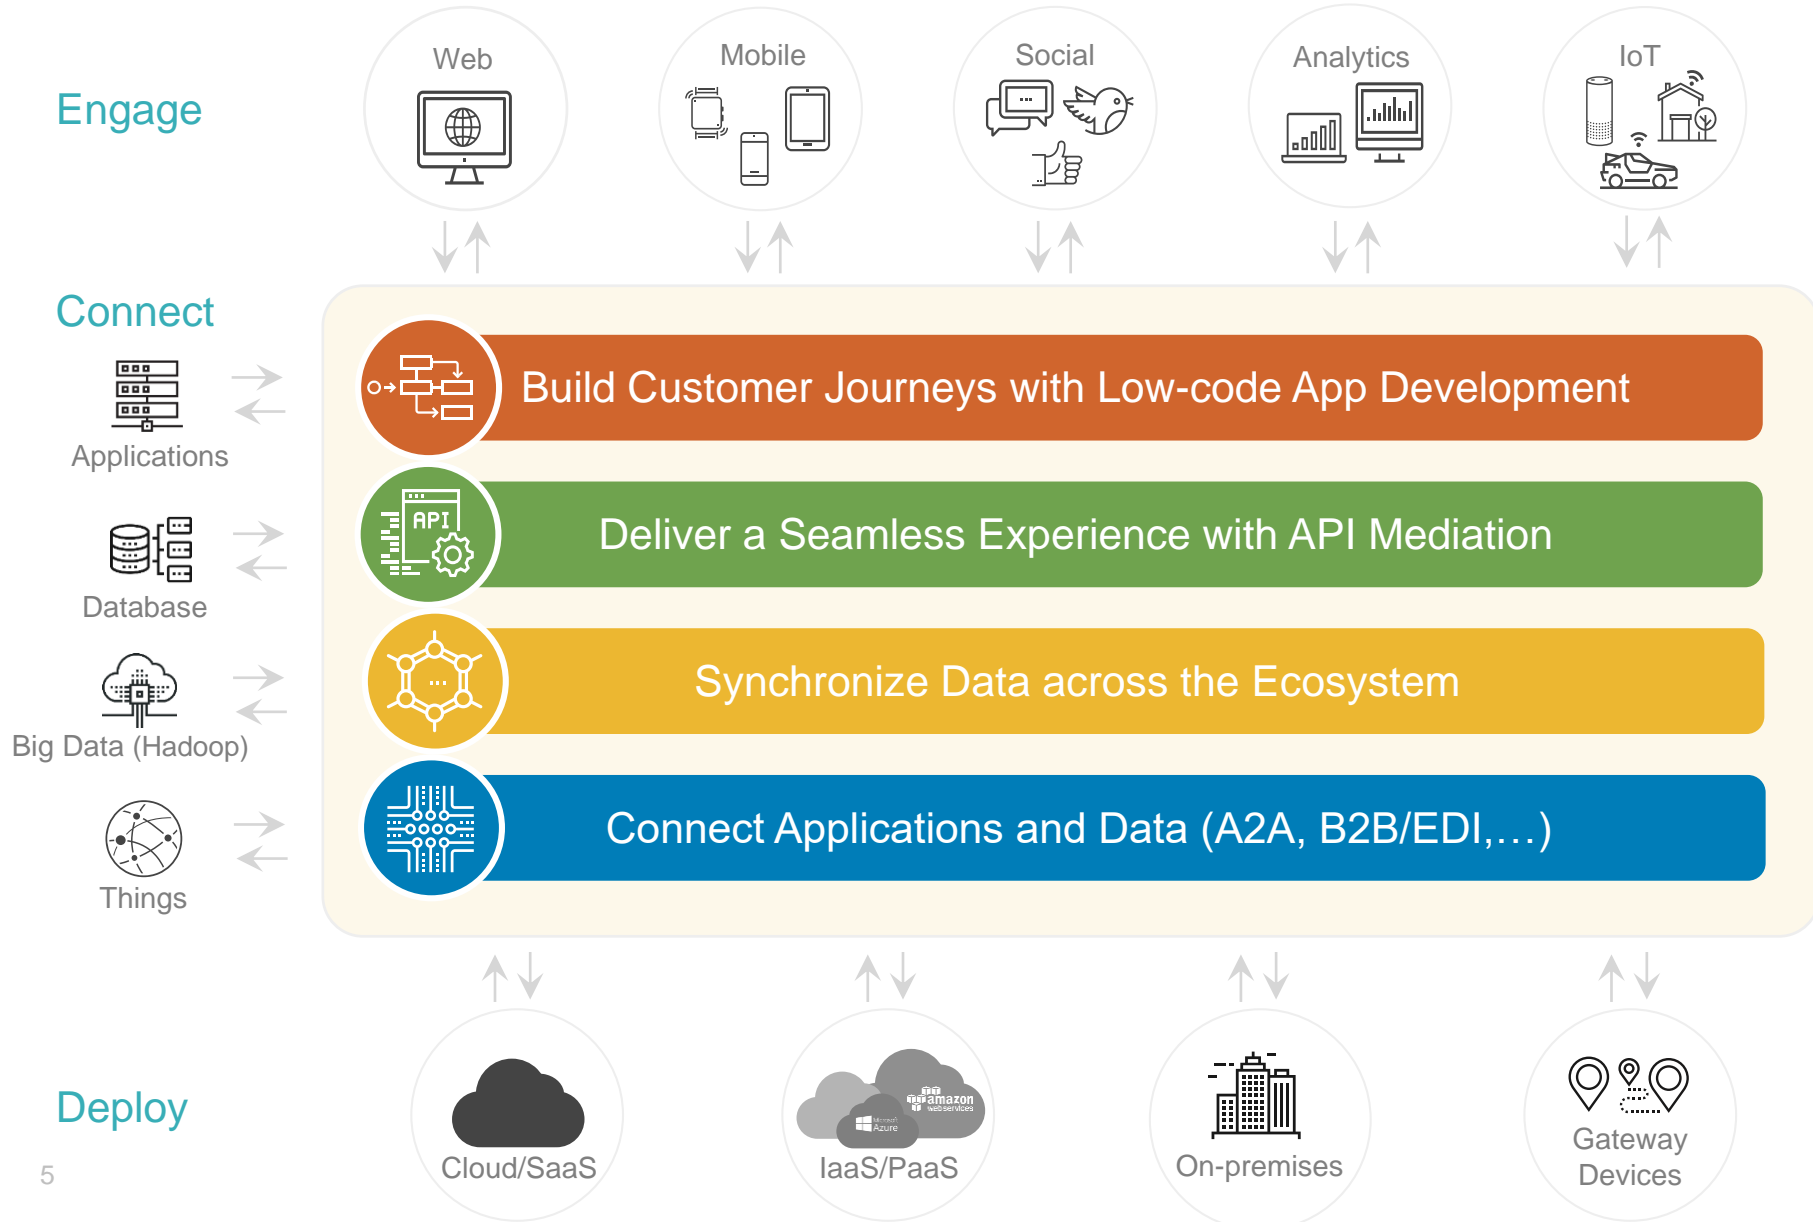 Engage
Web
Mobile
Social
Analytics
IoT
Connect
Applications
Database
Big Data (Hadoop)
Things
Build Customer Journeys with Low-code App Development
API
Deliver a Seamless Experience with API Mediation
Synchronize Data across the Ecosystem
Connect Applications and Data (A2A, B2B/EDI,…)
Deploy
Cloud/SaaS
amazon
webservices
Microsoft
Azure
IaaS/PaaS
On-premises
Gateway
Devices
5